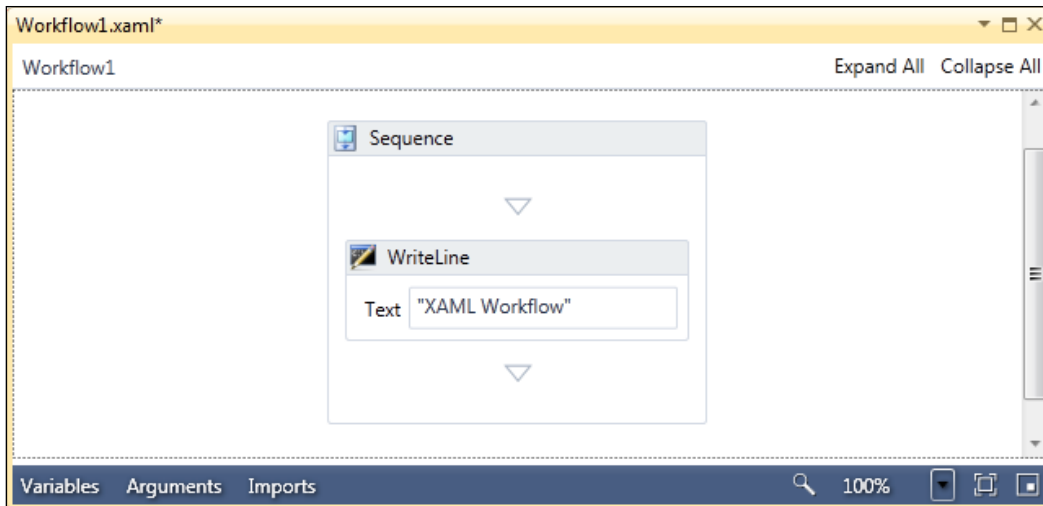 Workflow1.xaml*
Workflow1 Expand All Collapse All
Sequence
WriteLine
Text "XAML Workflow"
Variables Arguments Imports 100%